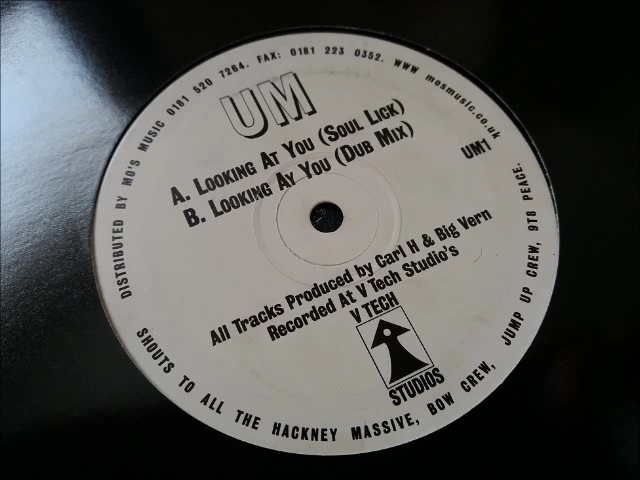 DISTRIBUTED BY MO'S MUSIC 0181 520 7264. FAX: 0181 223 0352. WWW mosmusic.co.uk
UM
A. LOOKING AT YOU (SOUL LICK)
B. LOOKING AY YOU (DUB MIX)
UM1
All Tracks Produced by Carl H & Big Vern
Recorded At V Tech Studio's
V TECH
STUDIOS
SHOUTS TO ALL THE HACKNEY MASSIVE, BOW CREW, JUMP UP CREW, 9T8 PEACE.